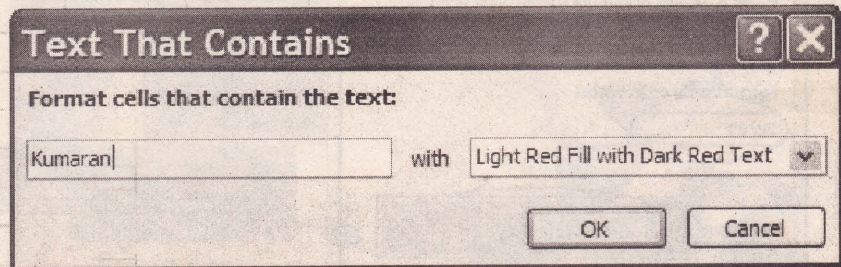 Text That Contains
Format cells that contain the text:
Kumaran with Light Red Fill with Dark Red Text
OK Cancel